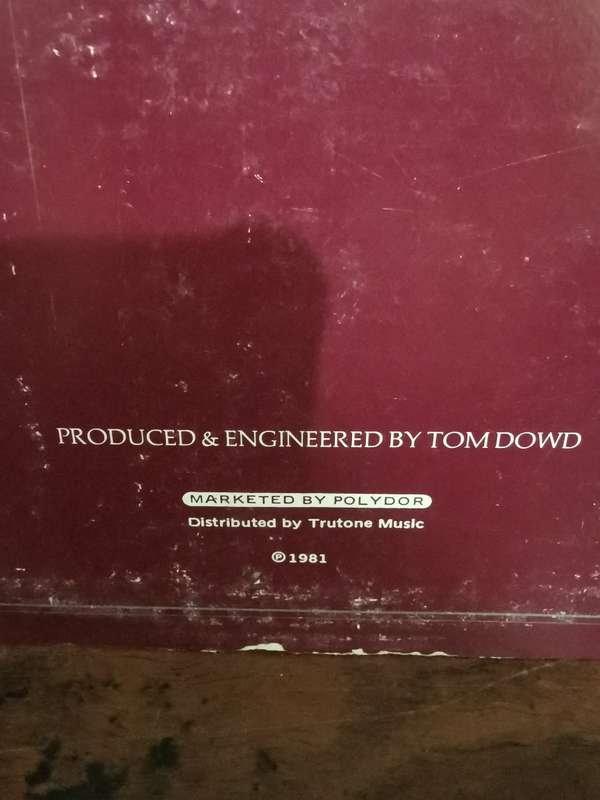 PRODUCED & ENGINEERED BY TOM DOWD
MARKETED BY POLYDOR
Distributed by Trutone Music
℗ 1981